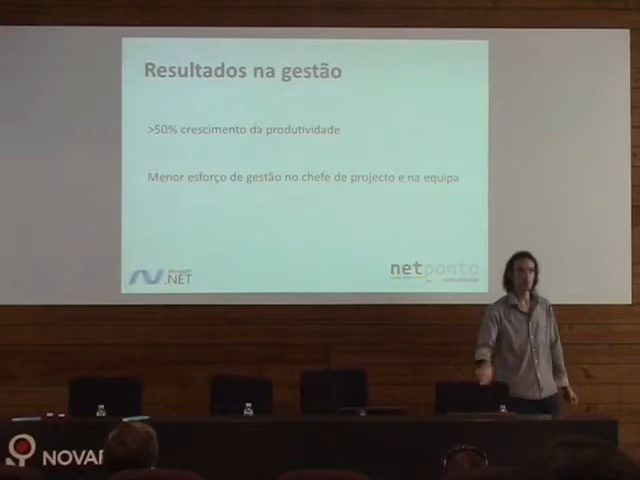 Resultados na gestão
>50% crescimento da produtividade
Menor esforço de gestão no chefe de projecto e na equipa
Microsoft
.NET
netponto
NOVA